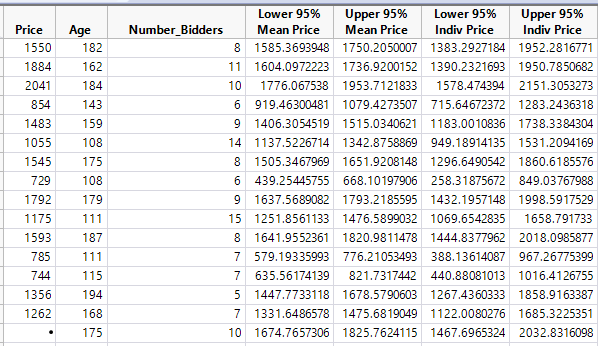 Lower 95% Upper 95% Lower 95% Upper 95%
Price Age Number_Bidders Mean Price Mean Price Indiv Price Indiv Price
1550 182 8 1585.3693948 1750.2050007 1383.2927184 1952.2816771
1884 162 11 1604.0972223 1736.9200152 1390.2321693 1950.7850682
2041 184 10 1776.067538 1953.7121833 1578.474394 2151.3053273
854 143 6 919.46300481 1079.4273507 715.64672372 1283.2436318
1483 159 9 1406.3054519 1515.0340621 1183.0010836 1738.3384304
1055 108 14 1137.5226714 1342.8758869 949.18914135 1531.2094169
1545 175 8 1505.3467969 1651.9208148 1296.6490542 1860.6185576
729 108 6 439.25445755 668.10197906 258.31875672 849.03767988
1792 179 9 1637.5689082 1793.2185595 1432.1957148 1998.5917529
1175 111 15 1251.8561133 1476.5899032 1069.6542835 1658.791733
1593 187 8 1641.9552361 1820.9811478 1444.8377962 2018.0985877
785 111 7 579.19335993 776.21053493 388.13614087 967.26775399
744 115 7 635.56174139 821.7317442 440.88081013 1016.4126755
1356 194 5 1447.7733118 1678.5790603 1267.4360333 1858.9163387
1262 168 7 1331.6486578 1475.6819049 1122.0080276 1685.3225351
• 175 10 1674.7657306 1825.7624115 1467.6965324 2032.8316098